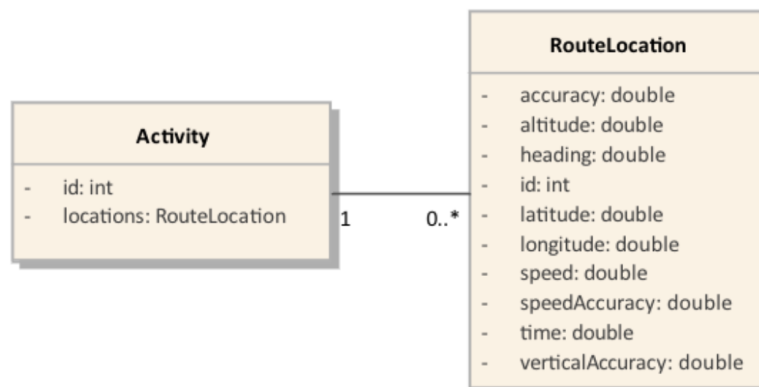 Activity
- id: int
- locations: RouteLocation
1
0..*
RouteLocation
- accuracy: double
- altitude: double
- heading: double
- id: int
- latitude: double
- longitude: double
- speed: double
- speedAccuracy: double
- time: double
- verticalAccuracy: double